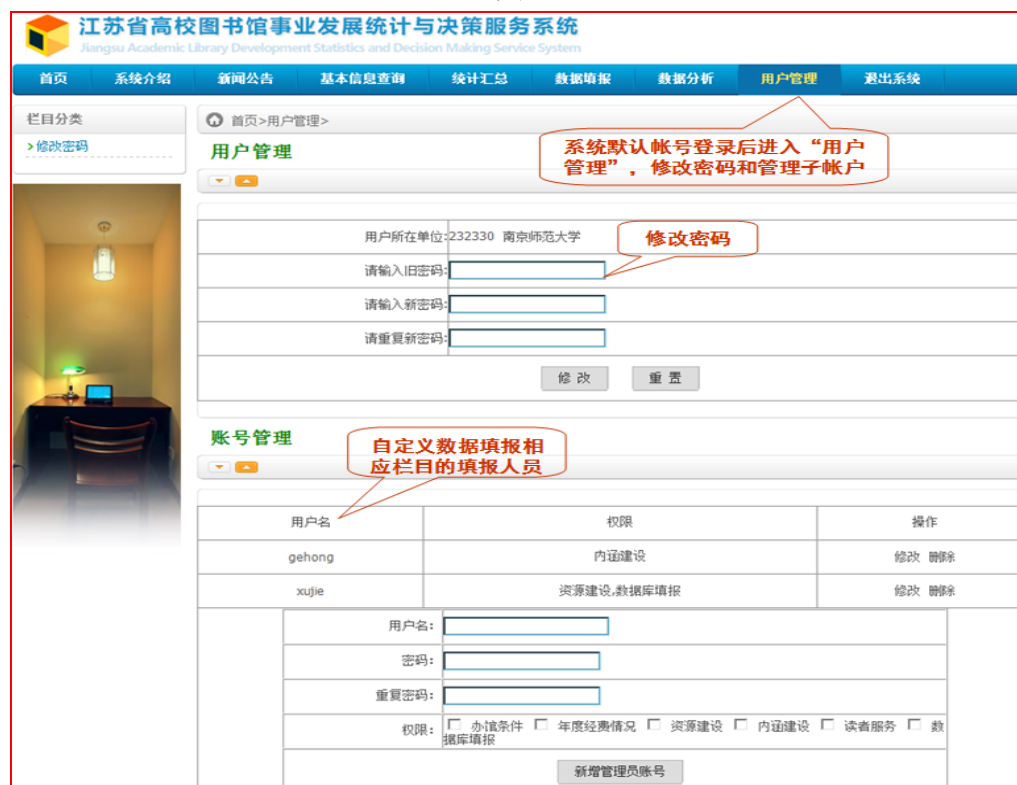 江苏省高校图书馆事业发展统计与决策服务系统
Jiangsu Academic Library Development Statistics and Decision Making Service System
首页 系统介绍 新闻公告 基本信息查询 统计汇总 数据填报 数据分析 用户管理 退出系统
栏目分类
>修改密码
首页>用户管理>
系统默认帐号登录后进入“用户
管理”，修改密码和管理子帐户
用户管理
用户所在单位:232330 南京师范大学
修改密码
请输入旧密码:
请输入新密码:
请重复新密码:
修 改 重 置
账号管理
自定义数据填报相
应栏目的填报人员
用户名 权限 操作
gehong 内涵建设 修改 删除
xujie 资源建设,数据库填报 修改 删除
用户名:
密码:
重复密码:
权限: 办馆条件 年度经费情况 资源建设 内涵建设 读者服务 数
据库填报
新增管理员账号